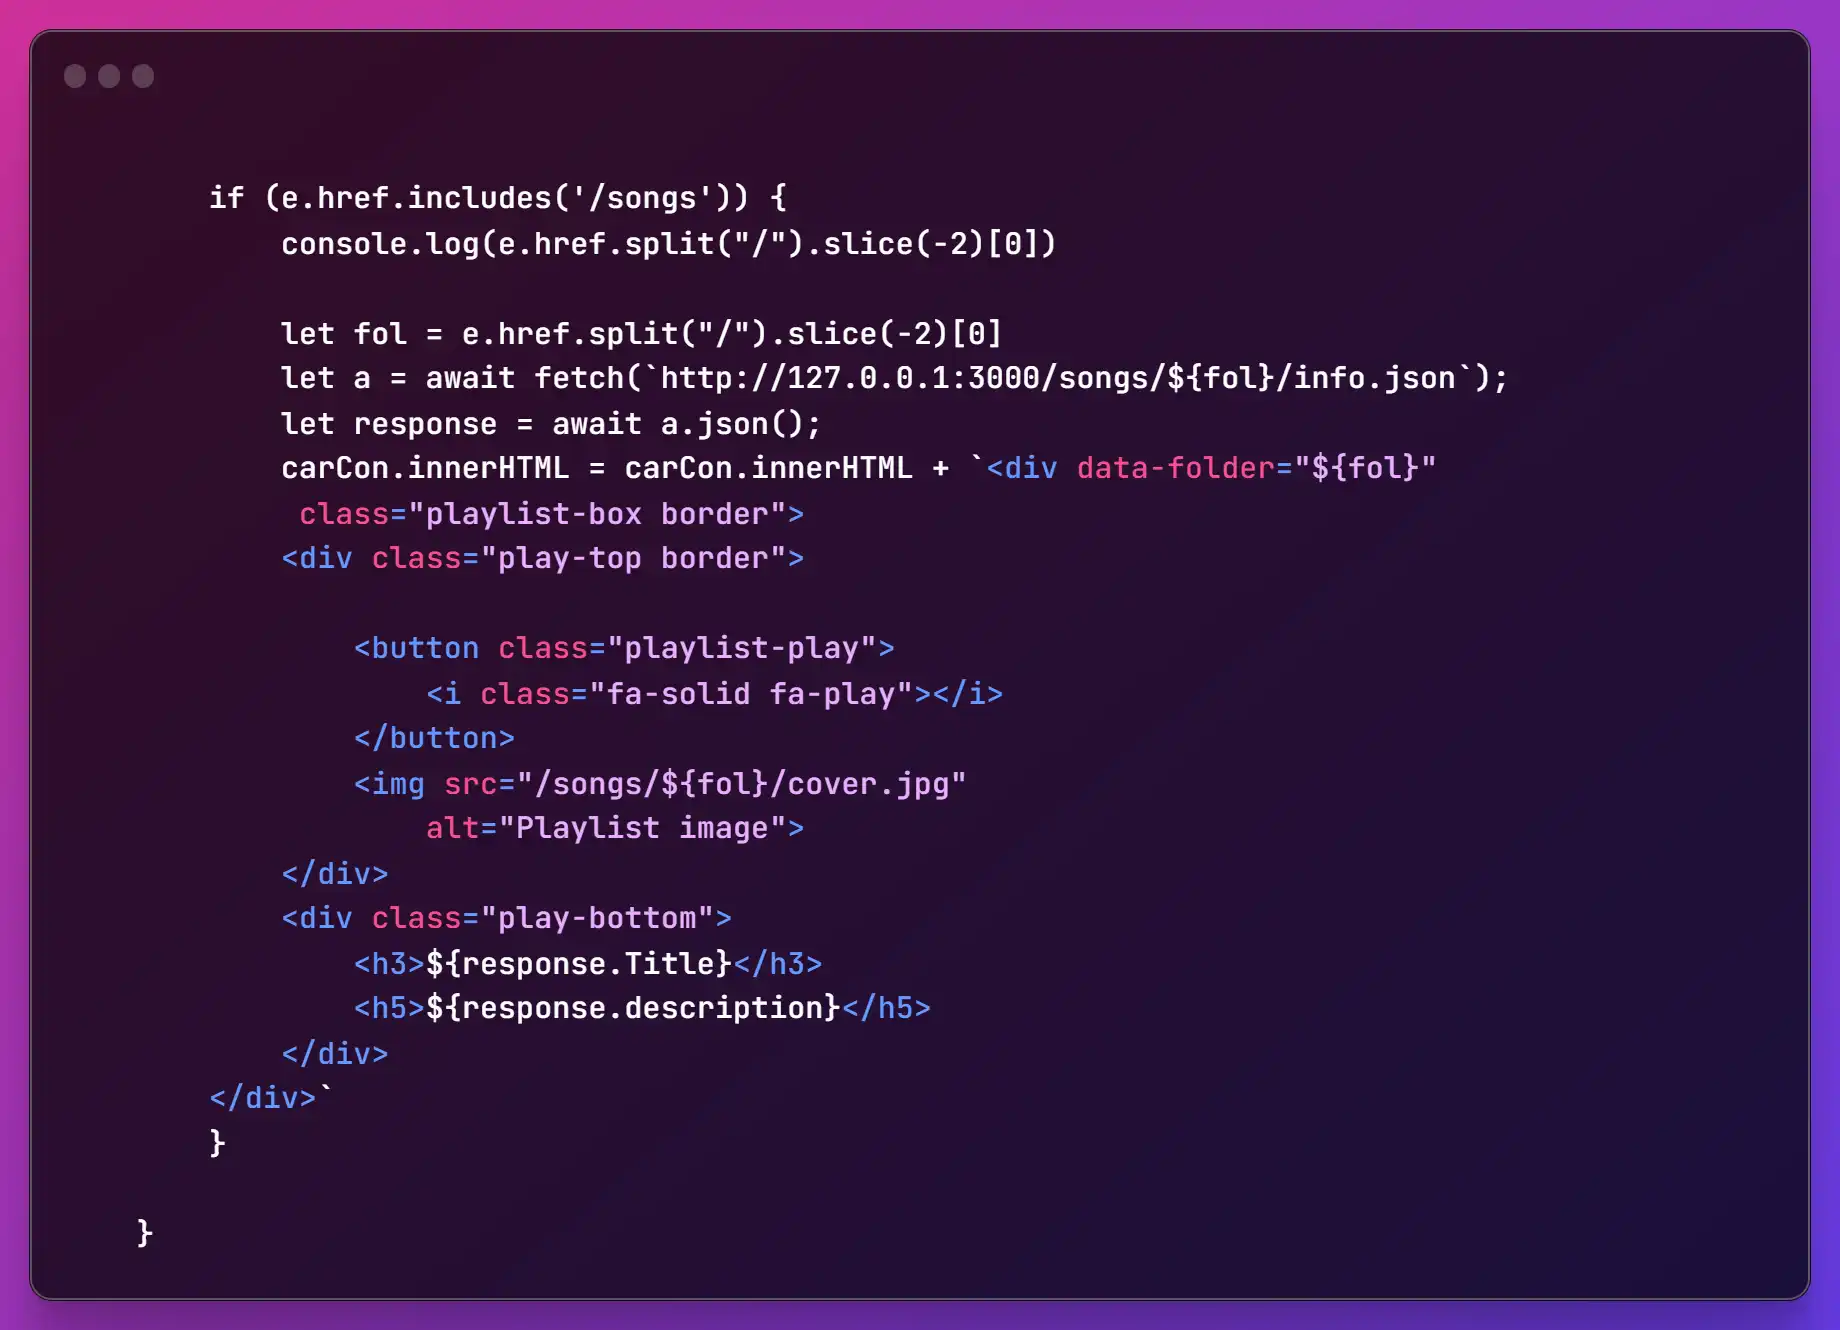 if (e.href.includes('/songs')) {
console.log(e.href.split("/").slice(-2)[0])
let fol = e.href.split("/").slice(-2)[0]
let a = await fetch(`http://127.0.0.1:3000/songs/${fol}/info.json`);
let response = await a.json();
carCon.innerHTML = carCon.innerHTML + `<div data-folder="${fol}"
class="playlist-box border">
<div class="play-top border">
<button class="playlist-play">
<i class="fa-solid fa-play"></i>
</button>
<img src="/songs/${fol}/cover.jpg"
alt="Playlist image">
</div>
<div class="play-bottom">
<h3>${response.Title}</h3>
<h5>${response.description}</h5>
</div>
</div>`
}
}